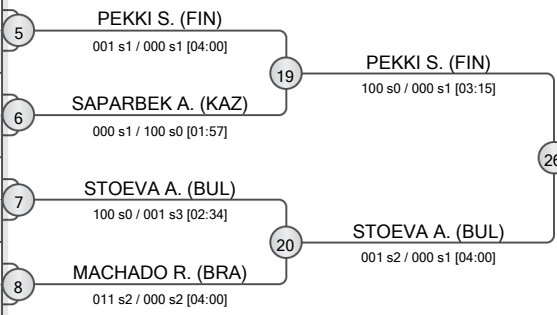 5
PEKKI S. (FIN)
001 s1 / 000 s1 [04:00]
19
PEKKI S. (FIN)
100 s0 / 000 s1 [03:15]
6
SAPARBEK A. (KAZ)
000 s1 / 100 s0 [01:57]
26
7
STOEVA A. (BUL)
100 s0 / 001 s3 [02:34]
20
STOEVA A. (BUL)
001 s2 / 000 s1 [04:00]
8
MACHADO R. (BRA)
011 s2 / 000 s2 [04:00]